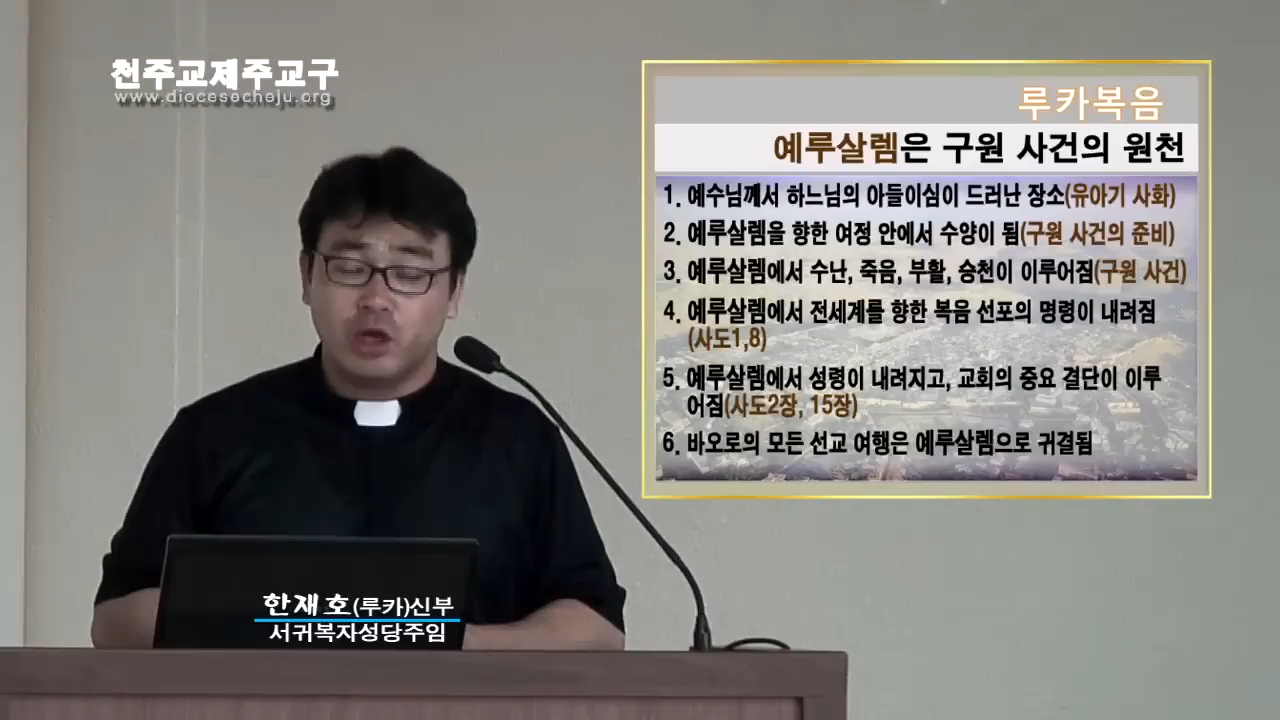 천주교제주교구
www.diocesecheju.org
루카복음
예루살렘은 구원 사건의 원천
1. 예수님께서 하느님의 아들이심이 드러난 장소(유아기 사화)
2. 예루살렘을 향한 여정 안에서 수양이 됨(구원 사건의 준비)
3. 예루살렘에서 수난, 죽음, 부활, 승천이 이루어짐(구원 사건)
4. 예루살렘에서 전세계를 향한 복음 선포의 명령이 내려짐
(사도1,8)
5. 예루살렘에서 성령이 내려지고, 교회의 중요 결단이 이루
어짐(사도2장, 15장)
6. 바오로의 모든 선교 여행은 예루살렘으로 귀결됨
한재호(루카)신부
서귀복자성당주임